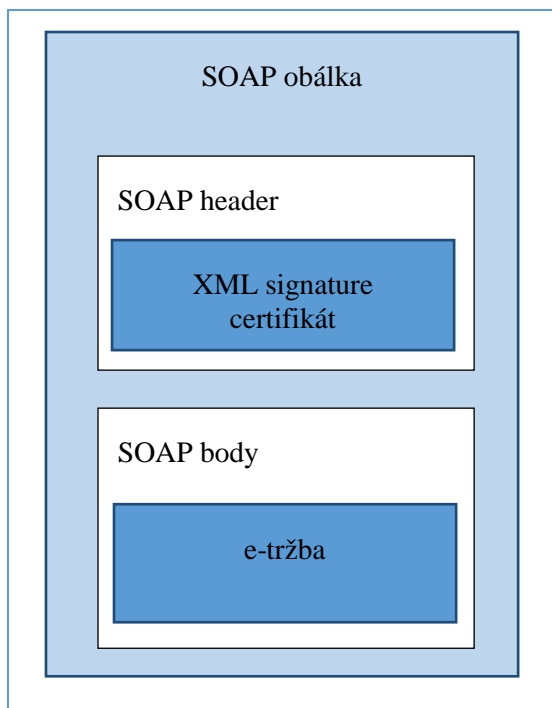 SOAP obálka
SOAP header
XML signature
certifikát
SOAP body
e-tržba